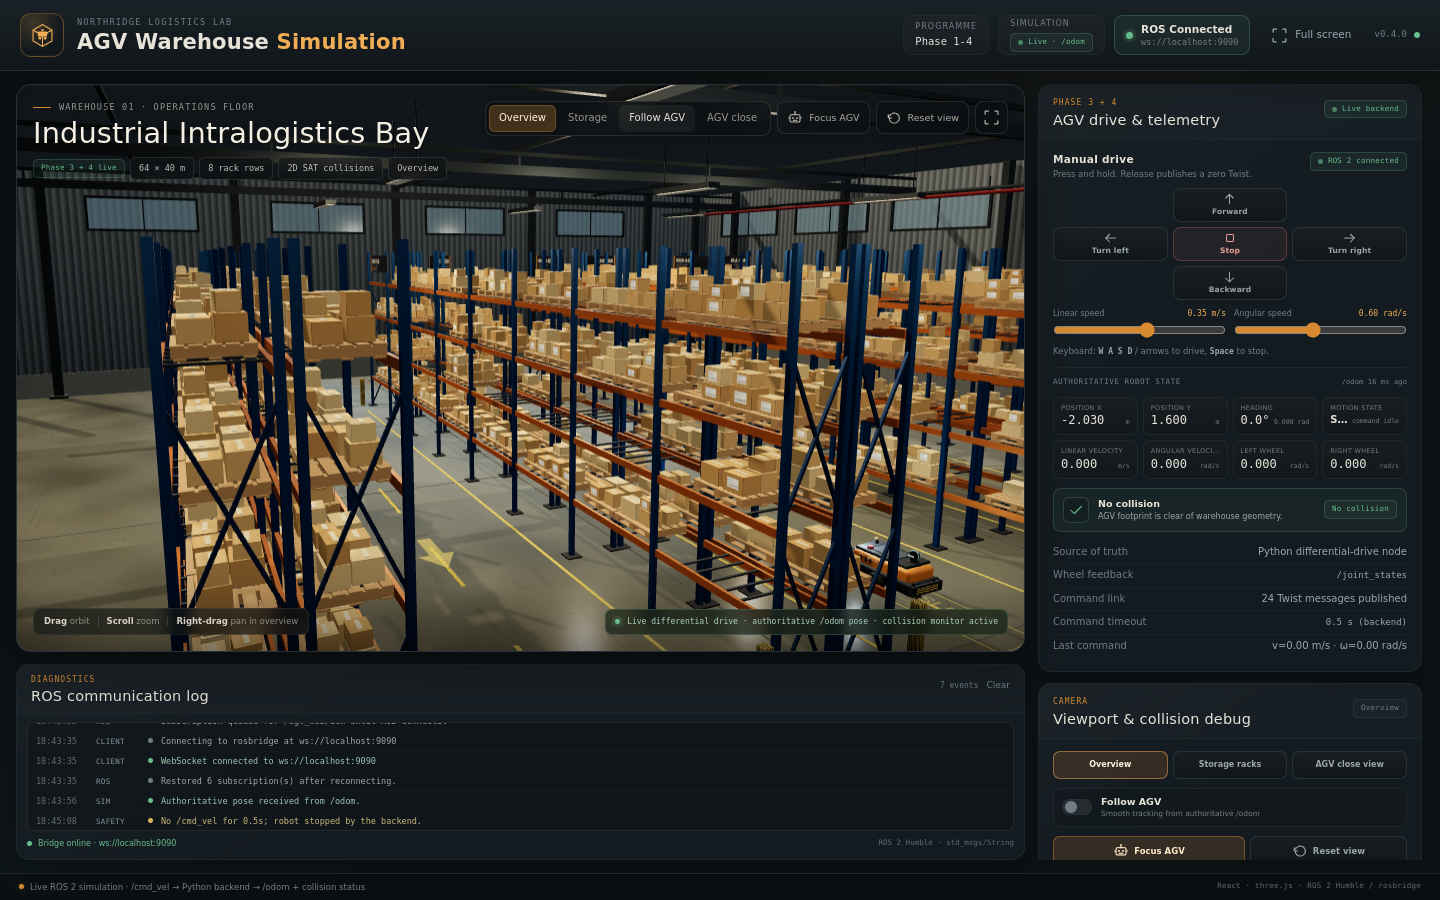 NORTHRIDGE LOGISTICS LAB
AGV Warehouse Simulation
PROGRAMME
Phase 1-4
SIMULATION
Live · /odom
ROS Connected
ws://localhost:9090
Full screen
v0.4.0
WAREHOUSE 01 · OPERATIONS FLOOR
Industrial Intralogistics Bay
Overview
Storage
Follow AGV
AGV close
Focus AGV
Reset view
Phase 3 + 4 live
64 × 40 m
8 rack rows
2D SAT collisions
Overview
Drag orbit | Scroll zoom | Right-drag pan in overview
Live differential drive · authoritative /odom pose · collision monitor active
DIAGNOSTICS
ROS communication log
7 events
Clear
18:43:35 CLIENT Connecting to rosbridge at ws://localhost:9090
18:43:35 CLIENT WebSocket connected to ws://localhost:9090
18:43:35 ROS Restored 6 subscription(s) after reconnecting.
18:43:56 SIM Authoritative pose received from /odom.
18:45:08 SAFETY No /cmd_vel for 0.5s; robot stopped by the backend.
Bridge online · ws://localhost:9090
ROS 2 Humble · std_msgs/String
PHASE 3 + 4
AGV drive & telemetry
Live backend
Manual drive
Press and hold. Release publishes a zero Twist.
ROS 2 connected
Forward
Turn left
Stop
Turn right
Backward
Linear speed 0.35 m/s
Angular speed 0.60 rad/s
Keyboard: W A S D / arrows to drive, Space to stop.
AUTHORITATIVE ROBOT STATE
/odom 16 ms ago
POSITION X
-2.030 m
POSITION Y
1.600 m
HEADING
0.0° 0.000 rad
MOTION STATE
S... command idle
LINEAR VELOCITY
0.000 m/s
ANGULAR VELOCI...
0.000 rad/s
LEFT WHEEL
0.000 rad/s
RIGHT WHEEL
0.000 rad/s
No collision
AGV footprint is clear of warehouse geometry.
No collision
Source of truth Python differential-drive node
Wheel feedback /joint_states
Command link 24 Twist messages published
Command timeout 0.5 s (backend)
Last command v=0.00 m/s · ω=0.00 rad/s
CAMERA
Viewport & collision debug
Overview
Overview
Storage racks
AGV close view
Follow AGV
Smooth tracking from authoritative /odom
Focus AGV
Reset view
Live ROS 2 simulation · /cmd_vel → Python backend → /odom + collision status
React · three.js · ROS 2 Humble / rosbridge